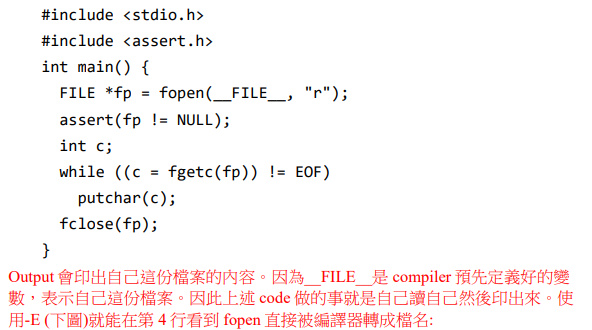 #include <stdio.h>
#include <assert.h>
int main() {
  FILE *fp = fopen(__FILE__, "r");
  assert(fp != NULL);
  int c;
  while ((c = fgetc(fp)) != EOF)
    putchar(c);
  fclose(fp);
}
Output 會印出自己這份檔案的內容。因為__FILE__是 compiler 預先定義好的變
數，表示自己這份檔案。因此上述 code 做的事就是自己讀自己然後印出來。使
用-E (下圖)就能在第 4 行看到 fopen 直接被編譯器轉成檔名: